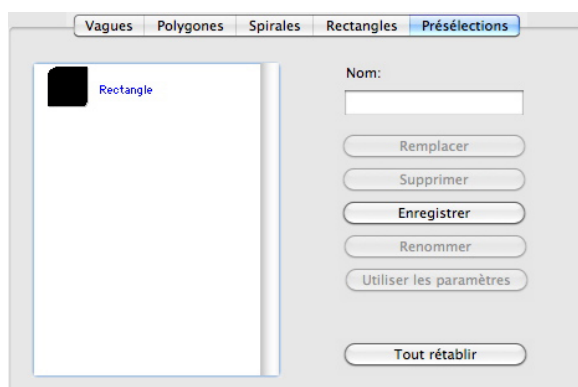 Vagues Polygones Spirales Rectangles Présélections
Rectangle
Nom:
Remplacer
Supprimer
Enregistrer
Renommer
Utiliser les paramètres
Tout rétablir